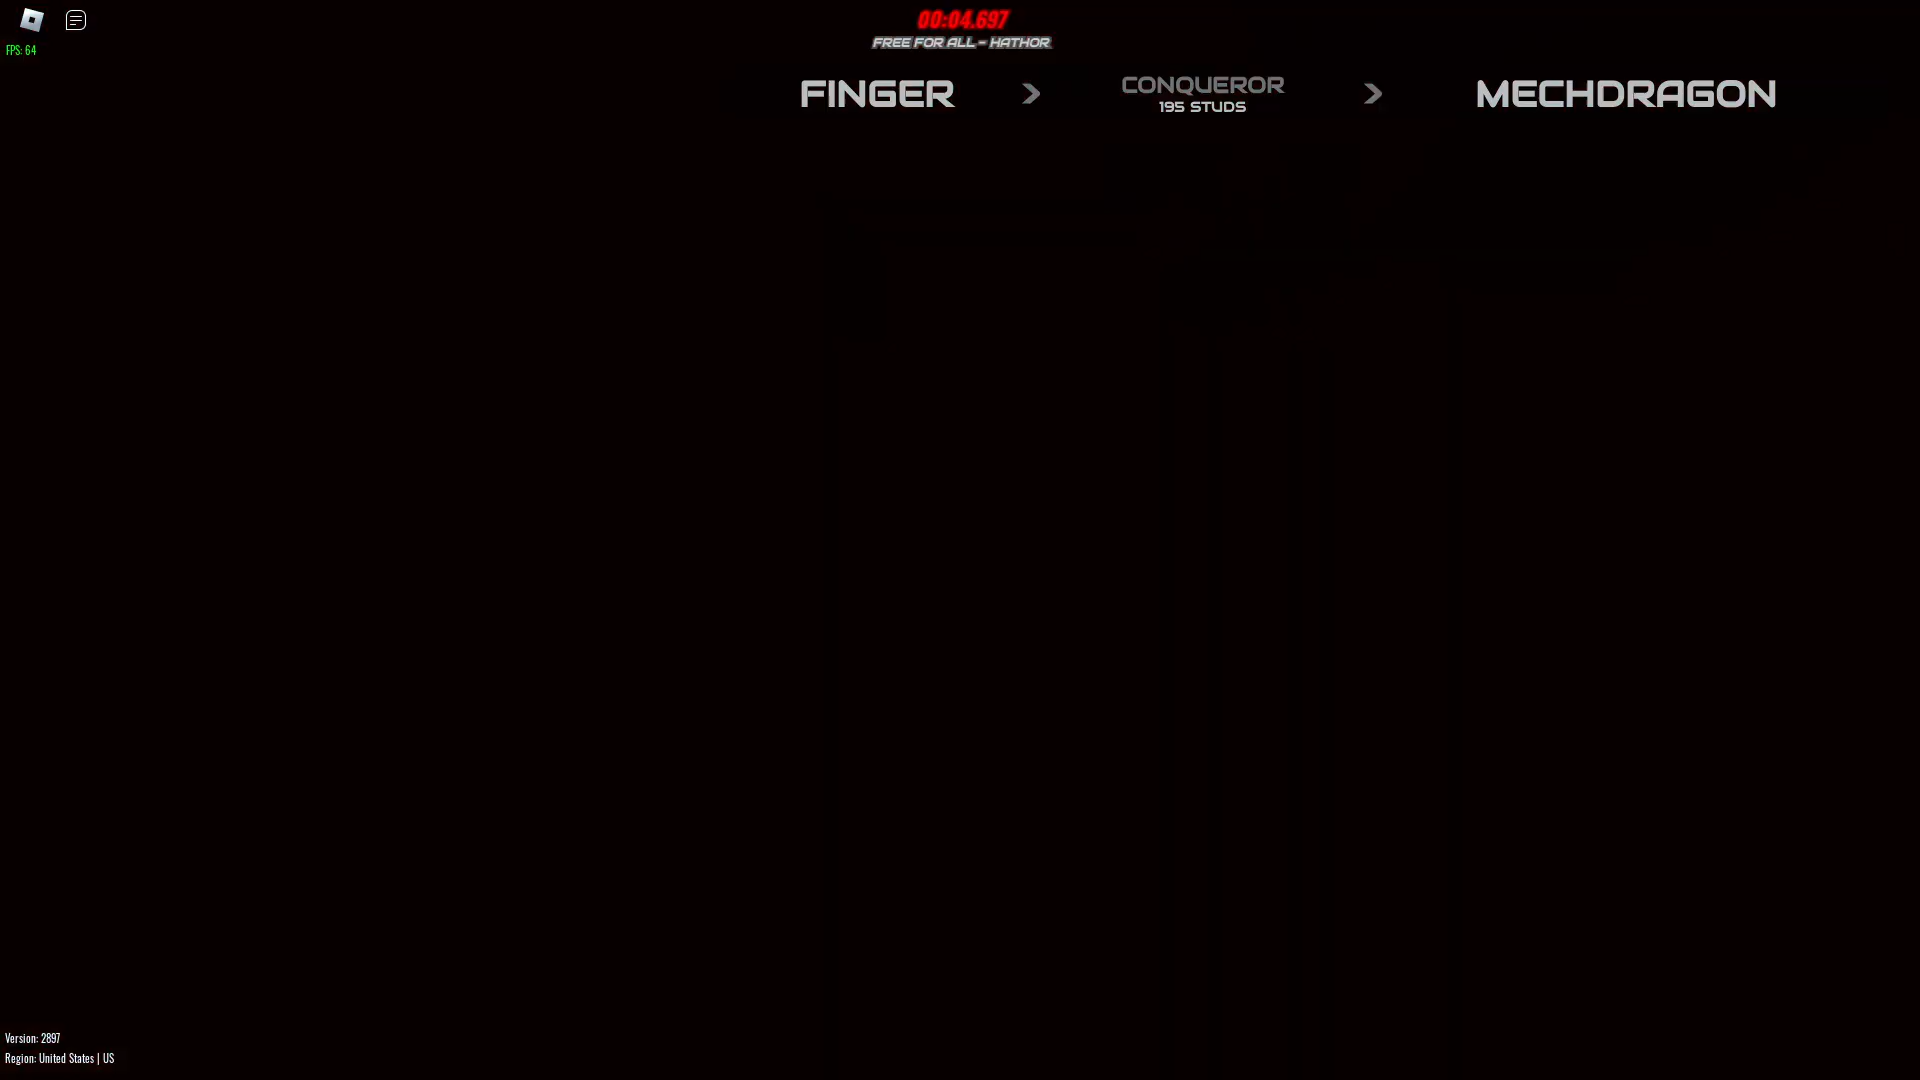 00:04.697
FREE FOR ALL - HATHOR
FPS: 64
FINGER > CONQUEROR > MECHDRAGON
195 STUDS
Version: 2897
Region: United States | US